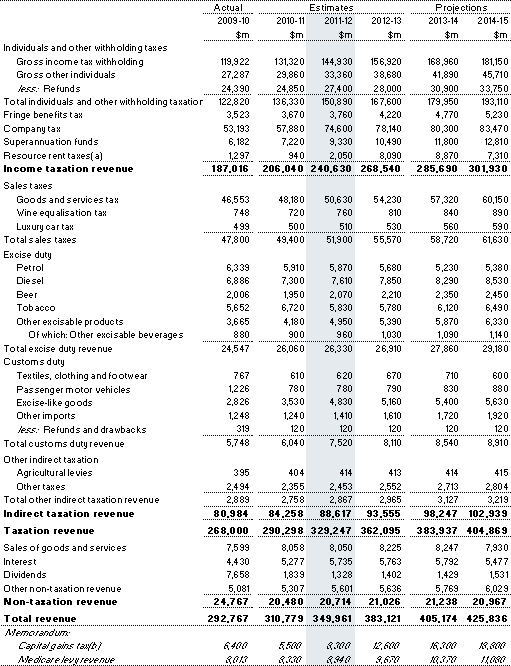 Actual Estimates Projections
2009-10 2010-11 2011-12 2012-13 2013-14 2014-15
$m $m $m $m $m $m
Individuals and other withholding taxes
Gross income tax withholding 119,922 131,320 144,930 156,920 168,960 181,150
Gross other individuals 27,287 29,860 33,360 38,680 41,890 45,710
less: Refunds 24,390 24,850 27,400 28,000 30,900 33,750
Total individuals and other withholding taxation 122,820 136,330 150,890 167,600 179,950 193,110
Fringe benefits tax 3,523 3,670 3,760 4,220 4,770 5,230
Company tax 53,193 57,880 74,600 78,140 80,300 83,470
Superannuation funds 6,182 7,220 9,330 10,490 11,800 12,810
Resource rent taxes(a) 1,297 940 2,050 8,090 8,870 7,310
Income taxation revenue 187,016 206,040 240,630 268,540 285,690 301,930
Sales taxes
Goods and services tax 46,553 48,180 50,630 54,230 57,320 60,150
Wine equalisation tax 748 720 760 810 840 890
Luxury car tax 499 500 510 530 560 590
Total sales taxes 47,800 49,400 51,900 55,570 58,720 61,630
Excise duty
Petrol 6,339 5,910 5,870 5,680 5,230 5,380
Diesel 6,886 7,300 7,610 7,850 8,290 8,530
Beer 2,006 1,950 2,070 2,210 2,350 2,450
Tobacco 5,652 6,720 5,830 5,780 6,120 6,490
Other excisable products 3,665 4,180 4,950 5,390 5,870 6,330
Of which: Other excisable beverages 880 900 960 1,030 1,090 1,140
Total excise duty revenue 24,547 26,060 26,330 26,910 27,860 29,180
Customs duty
Textiles, clothing and footwear 767 610 620 670 710 600
Passenger motor vehicles 1,226 780 780 790 830 880
Excise-like goods 2,826 3,530 4,830 5,160 5,400 5,630
Other imports 1,248 1,240 1,410 1,610 1,720 1,920
less: Refunds and drawbacks 319 120 120 120 120 120
Total customs duty revenue 5,748 6,040 7,520 8,110 8,540 8,910
Other indirect taxation
Agricultural levies 395 404 414 413 414 415
Other taxes 2,494 2,355 2,453 2,552 2,713 2,804
Total other indirect taxation revenue 2,889 2,758 2,867 2,965 3,127 3,219
Indirect taxation revenue 80,984 84,258 88,617 93,555 98,247 102,939
Taxation revenue 268,000 290,298 329,247 362,095 383,937 404,869
Sales of goods and services 7,599 8,058 8,050 8,225 8,247 7,930
Interest 4,430 5,277 5,735 5,763 5,792 5,477
Dividends 7,658 1,839 1,328 1,402 1,429 1,531
Other non-taxation revenue 5,081 5,307 5,601 5,636 5,769 6,029
Non-taxation revenue 24,767 20,480 20,714 21,026 21,238 20,967
Total revenue 292,767 310,779 349,961 383,121 405,174 425,836
Memorandum:
Capital gains tax(b) 6,400 5,500 8,300 12,600 16,300 18,800
Medicare levy revenue 8,013 8,330 8,940 9,670 10,370 11,080